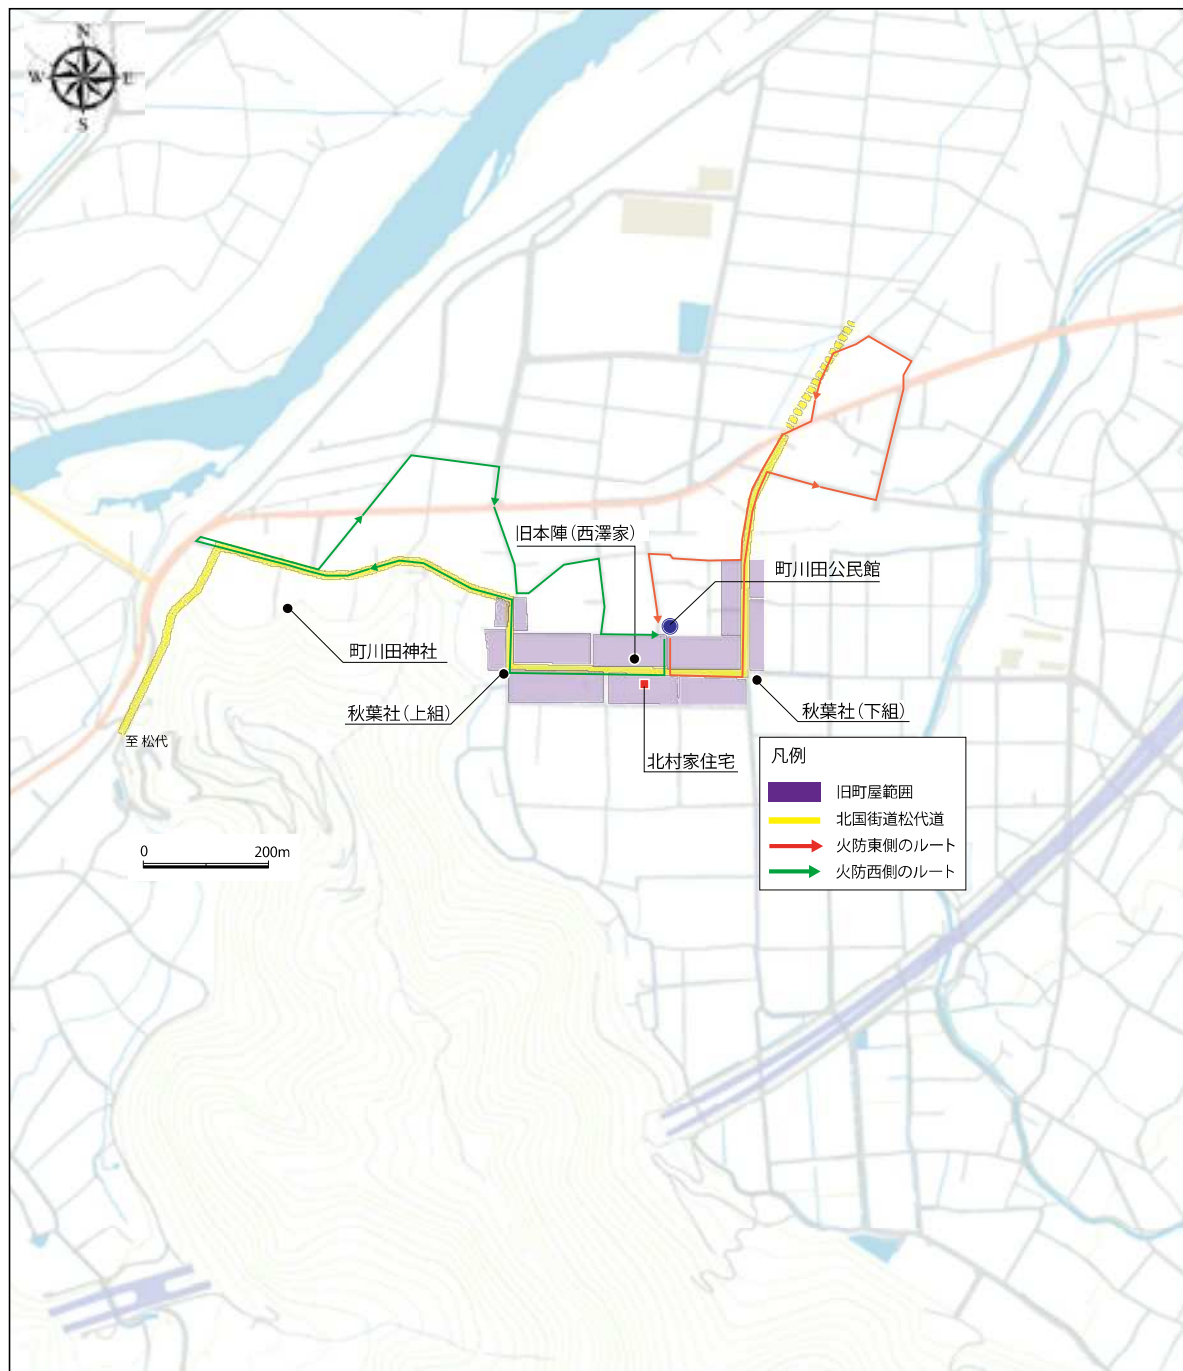 N
W E
S
旧本陣(西澤家)
町川田公民館
町川田神社
秋葉社(上組)
秋葉社(下組)
至 松代
北村家住宅
凡例
旧町屋範囲
北国街道松代道
火防東側のルート
火防西側のルート
0 200m